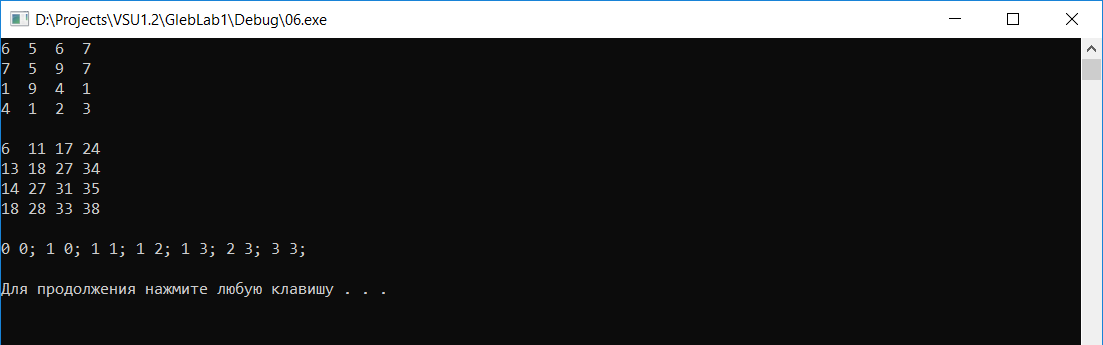 D:\Projects\VSU1.2\GlebLab1\Debug\06.exe
6  5  6  7
7  5  9  7
1  9  4  1
4  1  2  3
6  11 17 24
13 18 27 34
14 27 31 35
18 28 33 38
0 0; 1 0; 1 1; 1 2; 1 3; 2 3; 3 3;
Для продолжения нажмите любую клавишу . . .